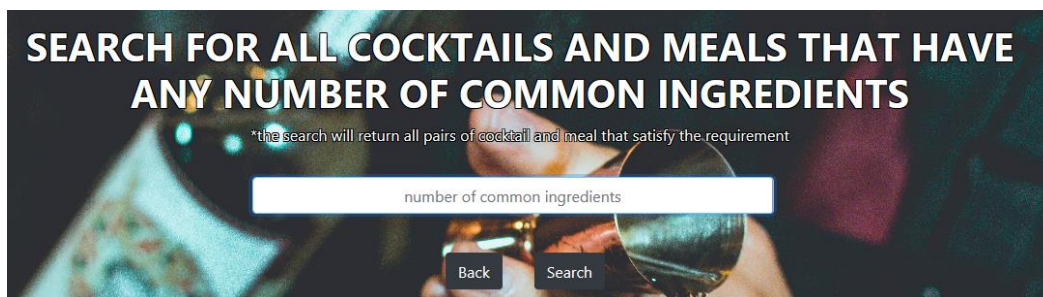 SEARCH FOR ALL COCKTAILS AND MEALS THAT HAVE
ANY NUMBER OF COMMON INGREDIENTS
*the search will return all pairs of cocktail and meal that satisfy the requirement
number of common ingredients
Back Search